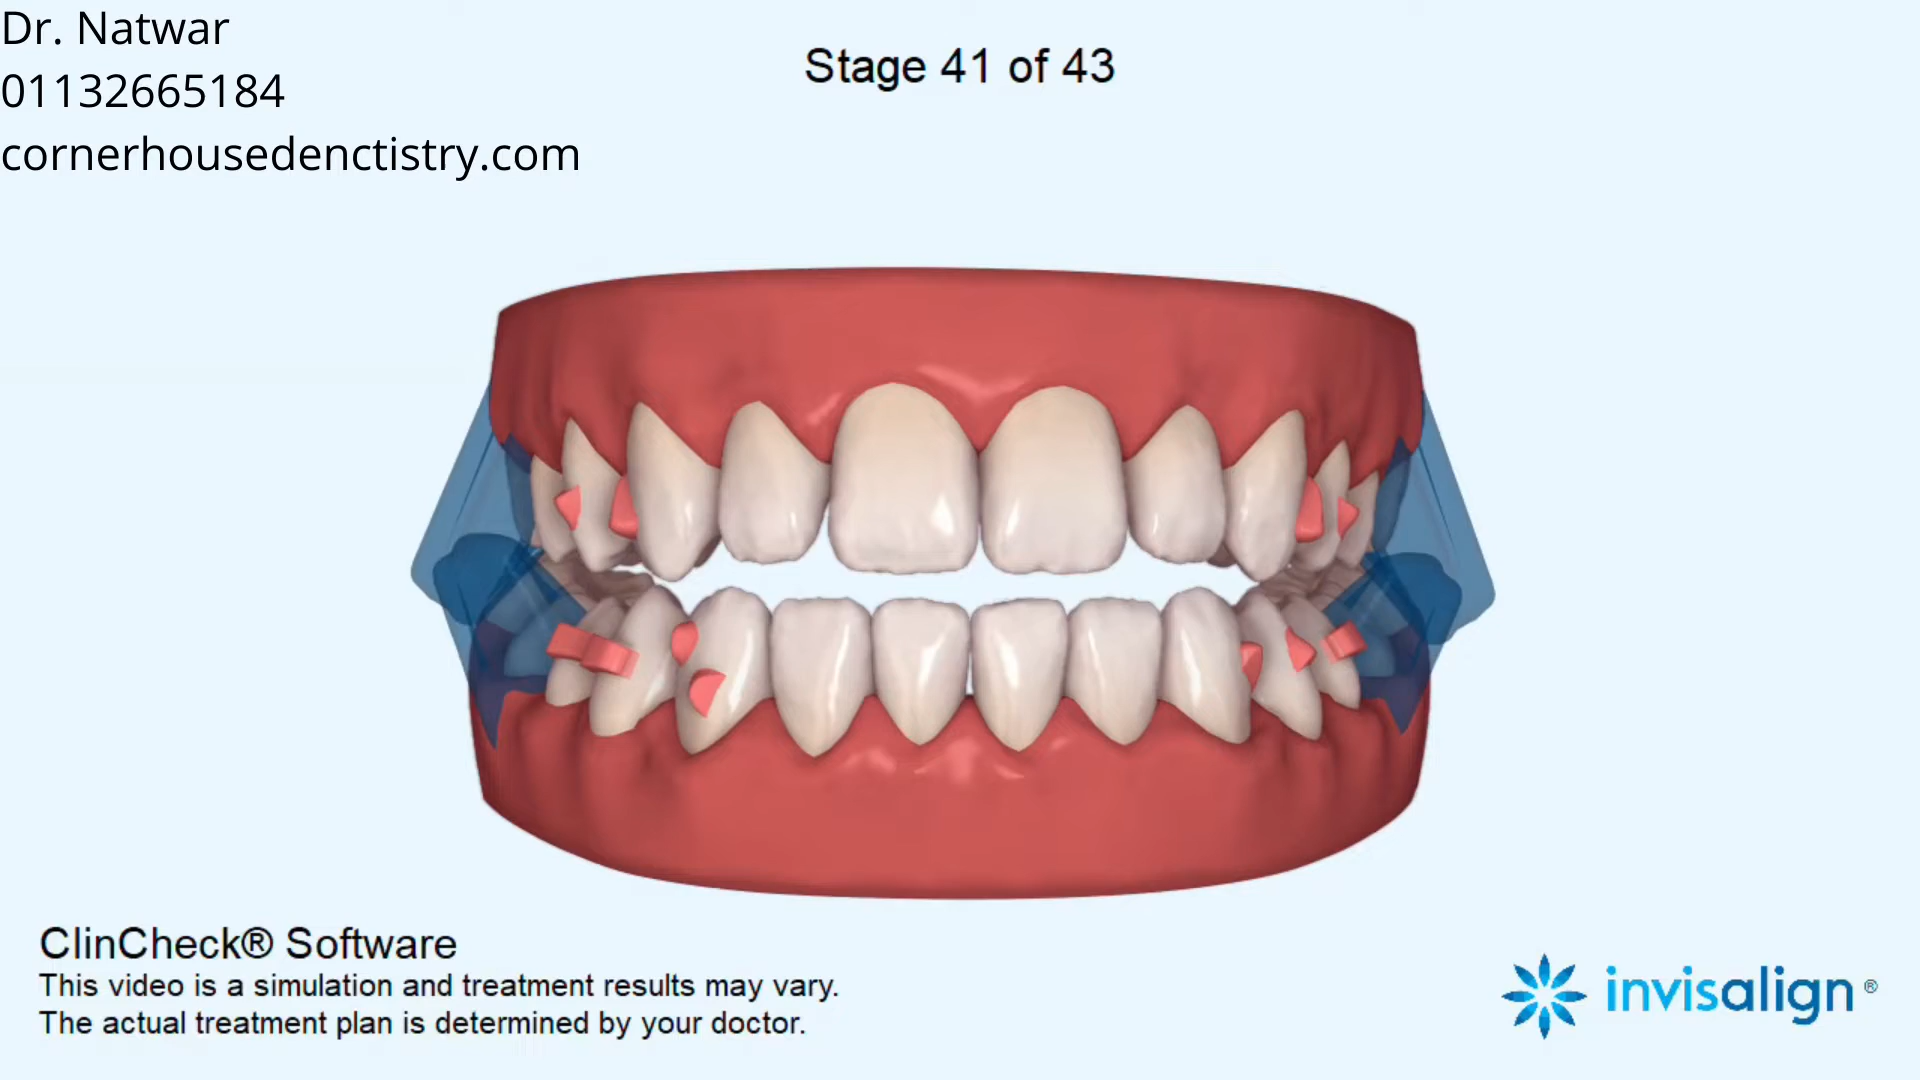 Dr. Natwar
01132665184
cornerhousedenctistry.com
Stage 41 of 43
ClinCheck® Software
This video is a simulation and treatment results may vary.
The actual treatment plan is determined by your doctor.
invisalign®